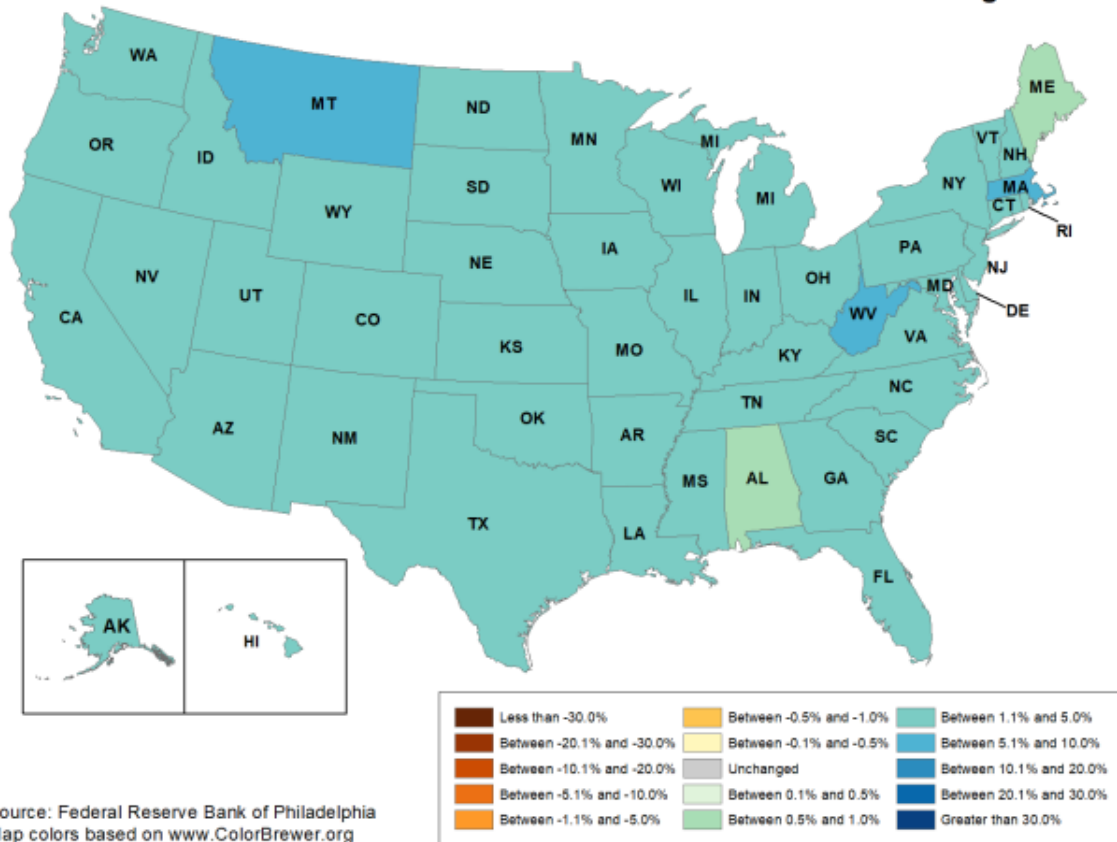 WA
MT
ND
MN
ME
OR
ID
MI
VT
NH
SD
WI
NY
MA
CT
WY
MI
RI
IA
PA
NE
NV
UT
OH
NJ
IL
IN
MD
DE
CA
CO
WV
VA
KS
MO
KY
NC
TN
AZ
NM
OK
AR
SC
MS
AL
GA
TX
LA
FL
AK
HI
Less than -30.0%
Between -20.1% and -30.0%
Between -10.1% and -20.0%
Between -5.1% and -10.0%
Between -1.1% and -5.0%
Between -0.5% and -1.0%
Between -0.1% and -0.5%
Unchanged
Between 0.1% and 0.5%
Between 0.5% and 1.0%
Between 1.1% and 5.0%
Between 5.1% and 10.0%
Between 10.1% and 20.0%
Between 20.1% and 30.0%
Greater than 30.0%
ource: Federal Reserve Bank of Philadelphia
ap colors based on www.ColorBrewer.org